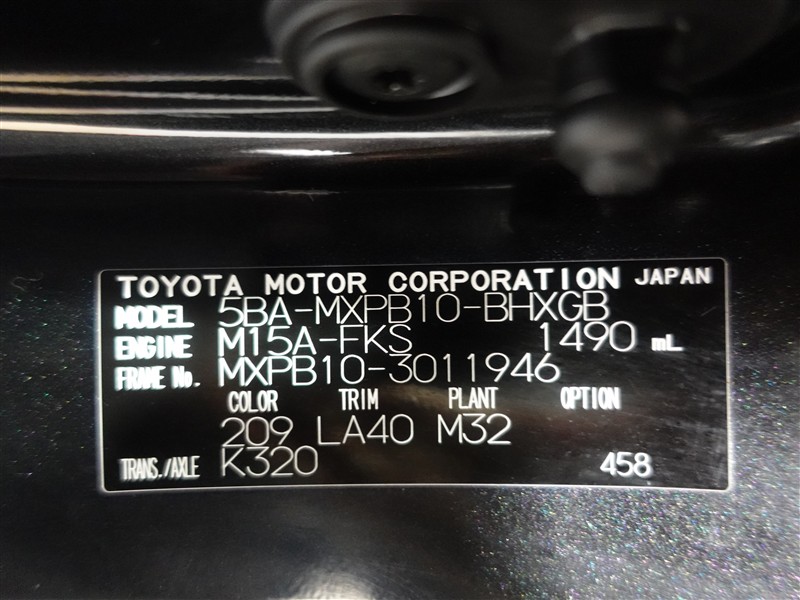 TOYOTA MOTOR CORPORATION JAPAN
MODEL 5BA-MXPB10-BHXGB
ENGINE M15A-FKS 1490 mL
FRAME No. MXPB10-3011946
COLOR TRIM PLANT OPTION
209 LA40 M32
TRANS./AXLE K320 458